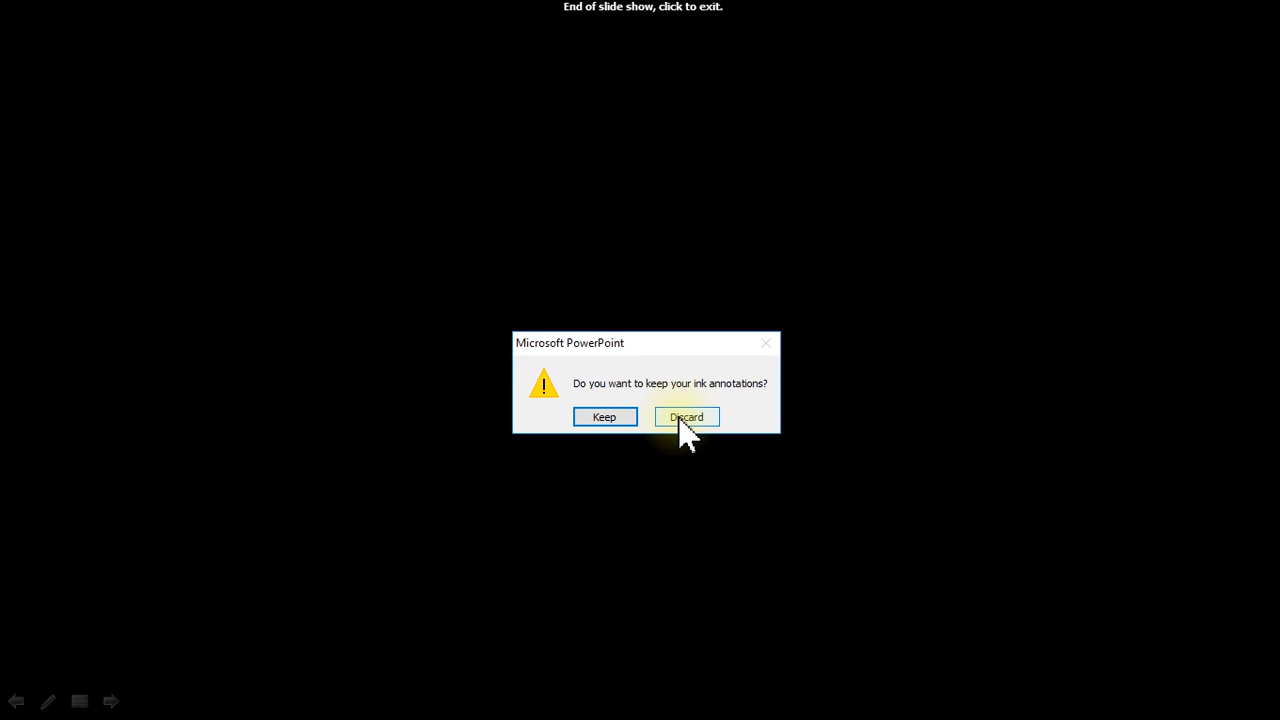 End of slide show, click to exit.
Microsoft PowerPoint
Do you want to keep your ink annotations?
Keep
Discard